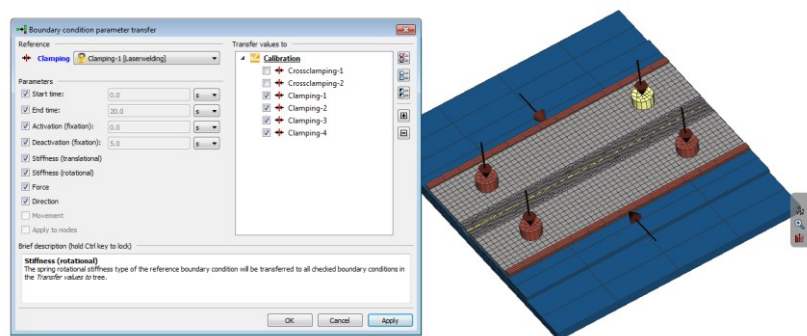 Boundary condition parameter transfer
Reference
Clamping
Clamping-1 [Laserwelding]
Parameters
Start time:
0.0
s
End time:
20.0
s
Activation (fixation):
0.0
s
Deactivation (fixation):
5.0
s
Stiffness (translational)
Stiffness (rotational)
Force
Direction
Movement
Apply to nodes
Transfer values to
Calibration
Crossclamping-1
Crossclamping-2
Clamping-1
Clamping-2
Clamping-3
Clamping-4
Brief description (hold Ctrl key to lock)
Stiffness (rotational)
The spring rotational stiffness type of the reference boundary condition will be transferred to all checked boundary conditions in
the Transfer values to tree.
OK
Cancel
Apply